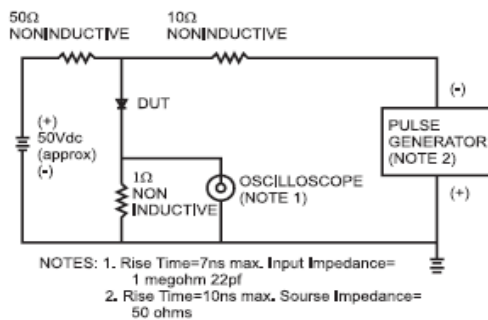 50Ω
NONINDUCTIVE
10Ω
NONINDUCTIVE
DUT
(+)
50Vdc
(approx)
(-)
1Ω
NON
INDUCTIVE
OSCILLOSCOPE
(NOTE 1)
(-)
PULSE
GENERATOR
(NOTE 2)
(+)
NOTES: 1. Rise Time=7ns max. Input Impedance=
1 megohm 22pf
2. Rise Time=10ns max. Sourse Impedance=
50 ohms